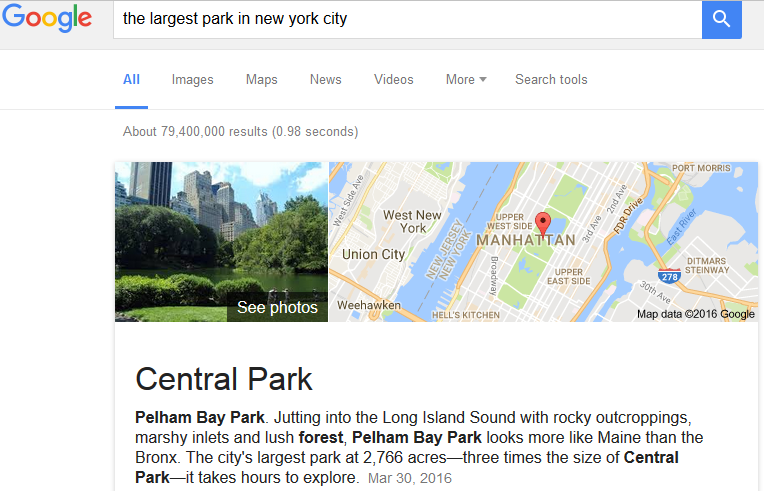 Google
the largest park in new york city
All Images Maps News Videos More Search tools
About 79,400,000 results (0.98 seconds)
See photos
PORT MORRIS
West Side Ave
West New
York
UPPER
WEST SIDE
2nd Ave
FDR Drive
East River
NEW JERSEY
NEW YORK
MANHATTAN
3rd Ave
Union City
Broadway
DITMARS
STEINWAY
278
UPPER
EAST SIDE
30th Ave
Weehawken
HELL'S KITCHEN
Map data ©2016 Google
Central Park
Pelham Bay Park. Jutting into the Long Island Sound with rocky outcroppings,
marshy inlets and lush forest, Pelham Bay Park looks more like Maine than the
Bronx. The city's largest park at 2,766 acres—three times the size of Central
Park—it takes hours to explore. Mar 30, 2016